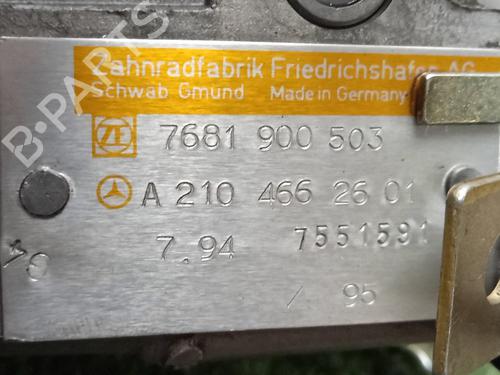 Zahnradfabrik Friedrichshafen AG
Schwäb Gmünd Made in Germany
ZF 7681 900 503
A 210 466 26 01
7.94 7551591
94
/ 95
B-PARTS